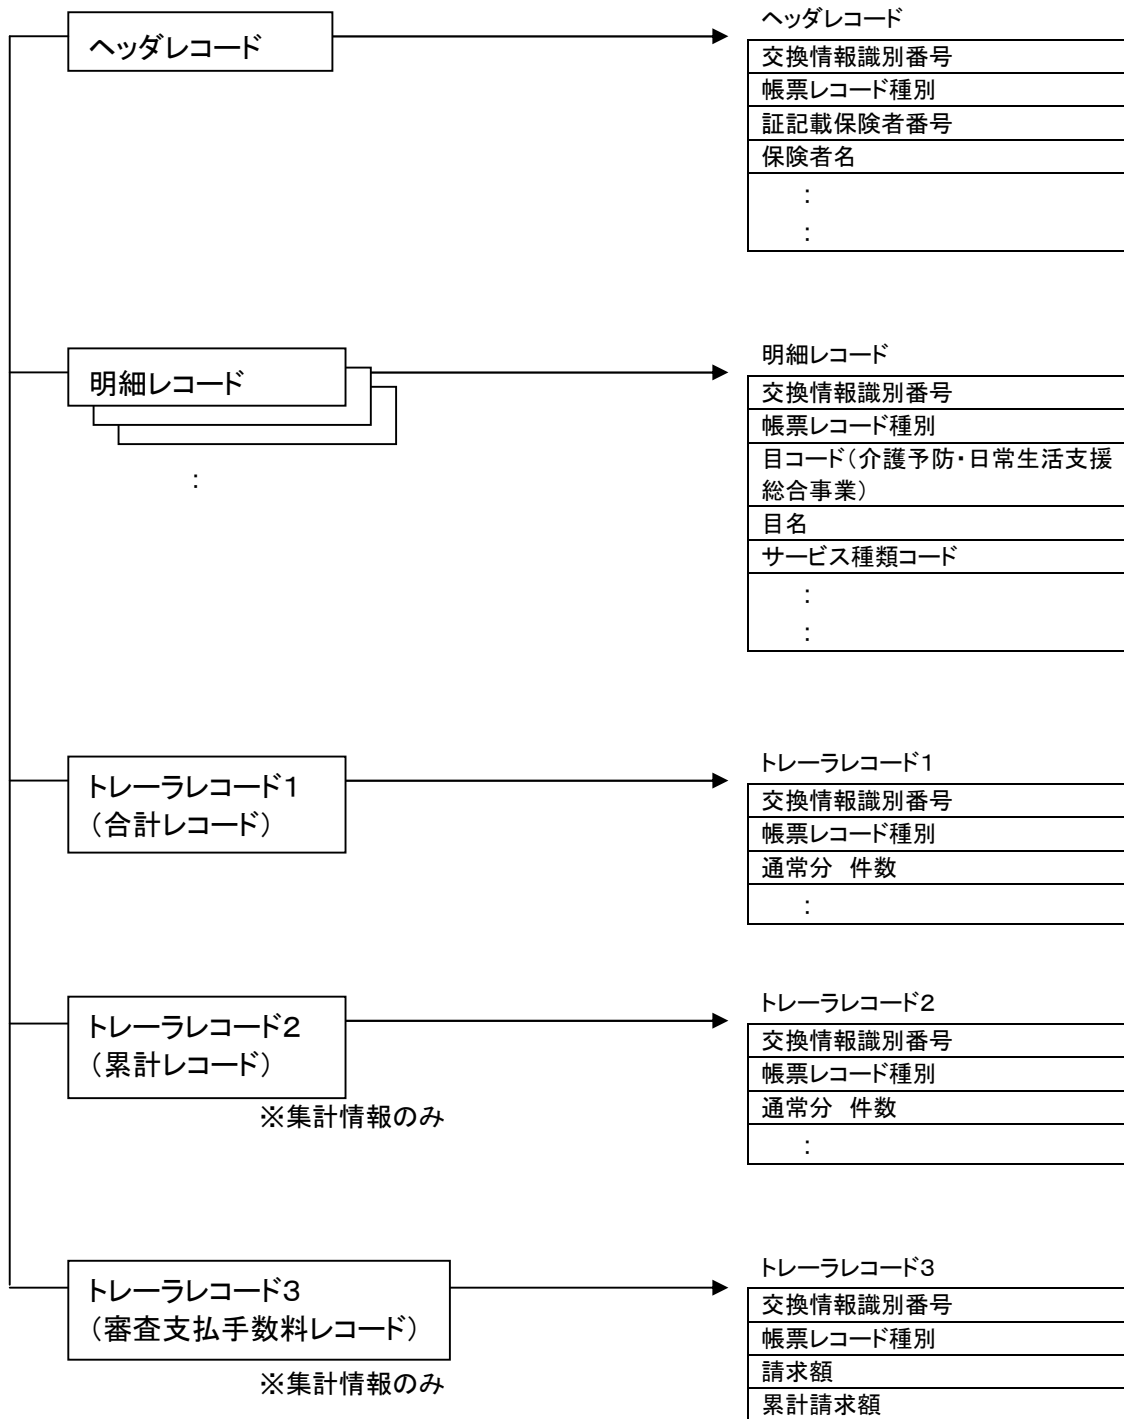 ヘッダレコード
ヘッダレコード
交換情報識別番号
帳票レコード種別
証記載保険者番号
保険者名
：
：
明細レコード
：
明細レコード
交換情報識別番号
帳票レコード種別
目コード（介護予防・日常生活支援
総合事業）
目名
サービス種類コード
：
：
トレーラレコード１
（合計レコード）
トレーラレコード１
交換情報識別番号
帳票レコード種別
通常分　件数
：
トレーラレコード２
（累計レコード）
※集計情報のみ
トレーラレコード２
交換情報識別番号
帳票レコード種別
通常分　件数
：
トレーラレコード３
（審査支払手数料レコード）
※集計情報のみ
トレーラレコード３
交換情報識別番号
帳票レコード種別
請求額
累計請求額